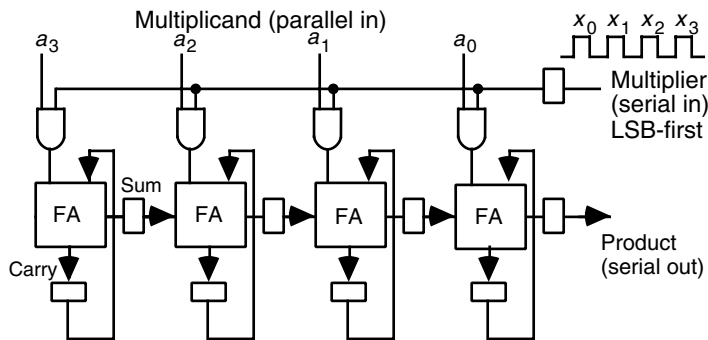 Multiplicand (parallel in)
a3 a2 a1 a0
x0 x1 x2 x3
Multiplier
(serial in)
LSB-first
Sum
FA FA FA FA
Carry
Product
(serial out)